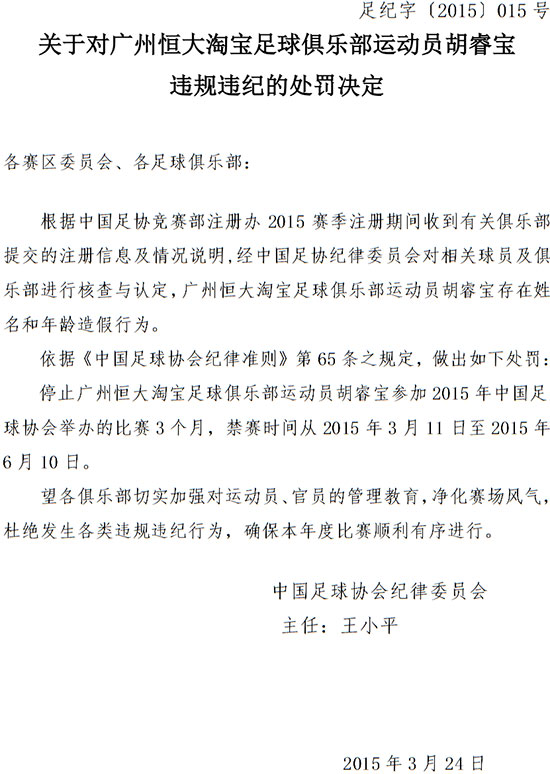 足纪字〔2015〕015号
关于对广州恒大淘宝足球俱乐部运动员胡睿宝
违规违纪的处罚决定
各赛区委员会、各足球俱乐部：
根据中国足协竞赛部注册办 2015 赛季注册期间收到有关俱乐部
提交的注册信息及情况说明，经中国足协纪律委员会对相关球员及俱
乐部进行核查与认定，广州恒大淘宝足球俱乐部运动员胡睿宝存在姓
名和年龄造假行为。
依据《中国足球协会纪律准则》第 65 条之规定，做出如下处罚：
停止广州恒大淘宝足球俱乐部运动员胡睿宝参加 2015 年中国足
球协会举办的比赛 3 个月，禁赛时间从 2015 年 3 月 11 日至 2015 年
6 月 10 日。
望各俱乐部切实加强对运动员、官员的管理教育，净化赛场风气，
杜绝发生各类违规违纪行为，确保本年度比赛顺利有序进行。
中国足球协会纪律委员会
主任：王小平
2015 年 3 月 24 日